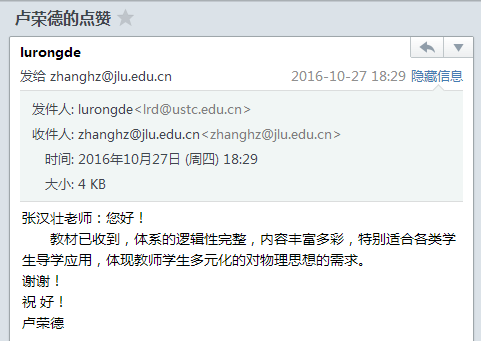 卢荣德的点赞
lurongde
发给 zhanghz@jlu.edu.cn 2016-10-27 18:29 隐藏信息
发件人: lurongde<lrd@ustc.edu.cn>
收件人: zhanghz@jlu.edu.cn<zhanghz@jlu.edu.cn>
时间: 2016年10月27日 (周四) 18:29
大小: 4 KB
张汉壮老师：您好！
教材已收到，体系的逻辑性完整，内容丰富多彩，特别适合各类学
生导学应用，体现教师学生多元化的对物理思想的需求。
谢谢！
祝 好！
卢荣德